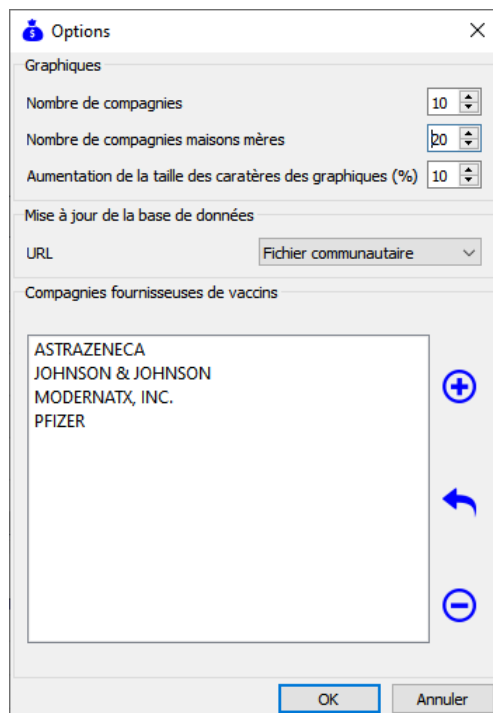 Options
Graphiques
Nombre de compagnies 10
Nombre de compagnies maisons mères 20
Aumentation de la taille des caratères des graphiques (%) 10
Mise à jour de la base de données
URL Fichier communautaire
Compagnies fournisseuses de vaccins
ASTRAZENECA
JOHNSON & JOHNSON
MODERNATX, INC.
PFIZER
OK Annuler